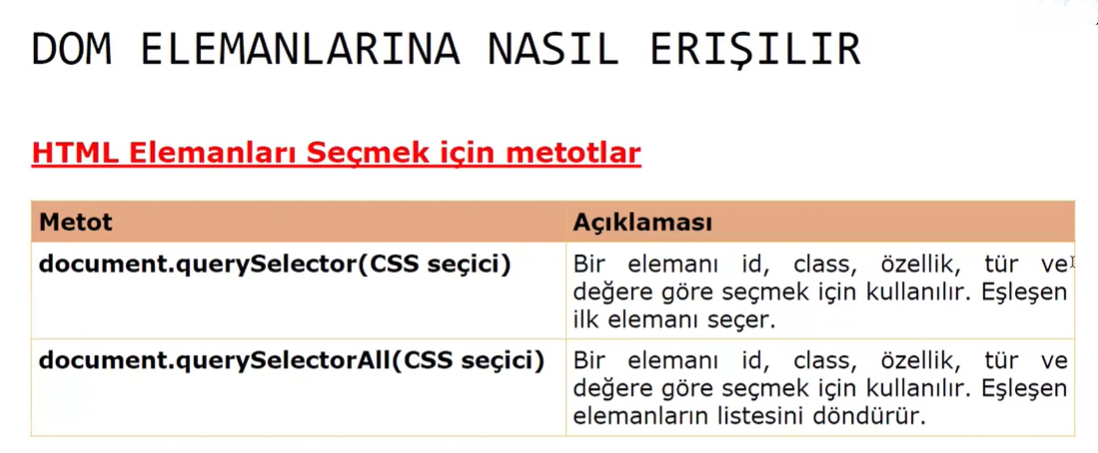 DOM ELEMANLARINA NASIL ERIŞILIR
HTML Elemanları Seçmek için metotlar
Metot
Açıklaması
document.querySelector(CSS seçici)
Bir elemanı id, class, özellik, tür ve
değere göre seçmek için kullanılır. Eşleşen
ilk elemanı seçer.
document.querySelectorAll(CSS seçici)
Bir elemanı id, class, özellik, tür ve
değere göre seçmek için kullanılır. Eşleşen
elemanların listesini döndürür.